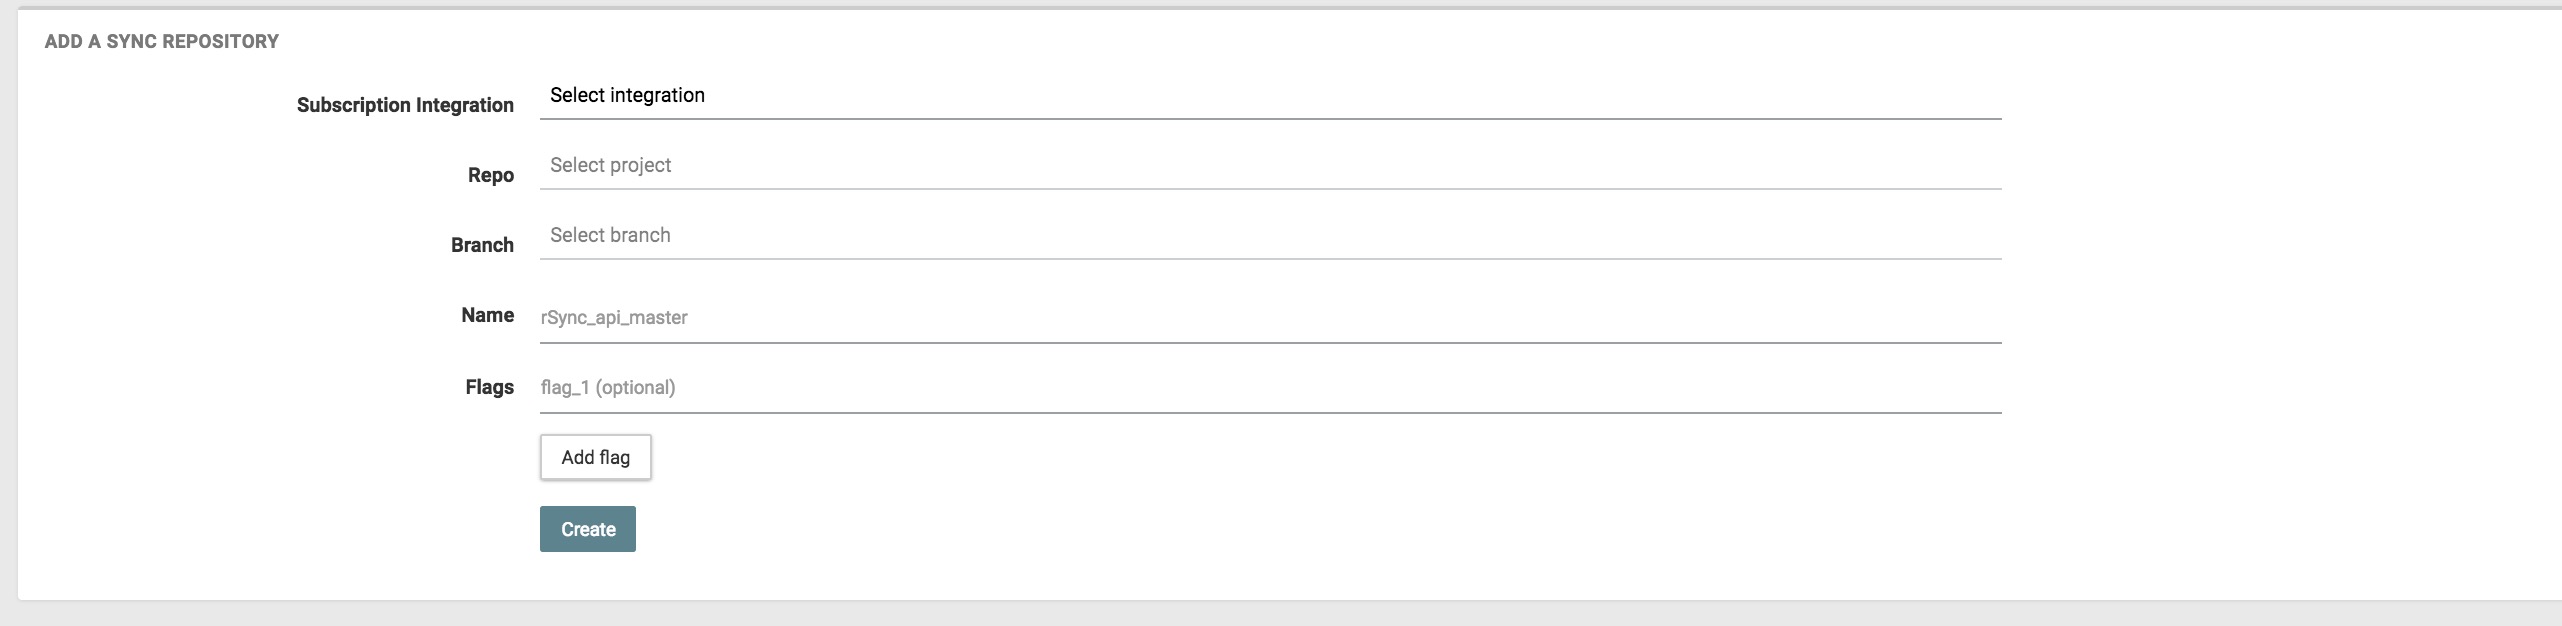 ADD A SYNC REPOSITORY
Subscription Integration Select integration
Repo Select project
Branch Select branch
Name rSync_api_master
Flags flag_1 (optional)
Add flag
Create